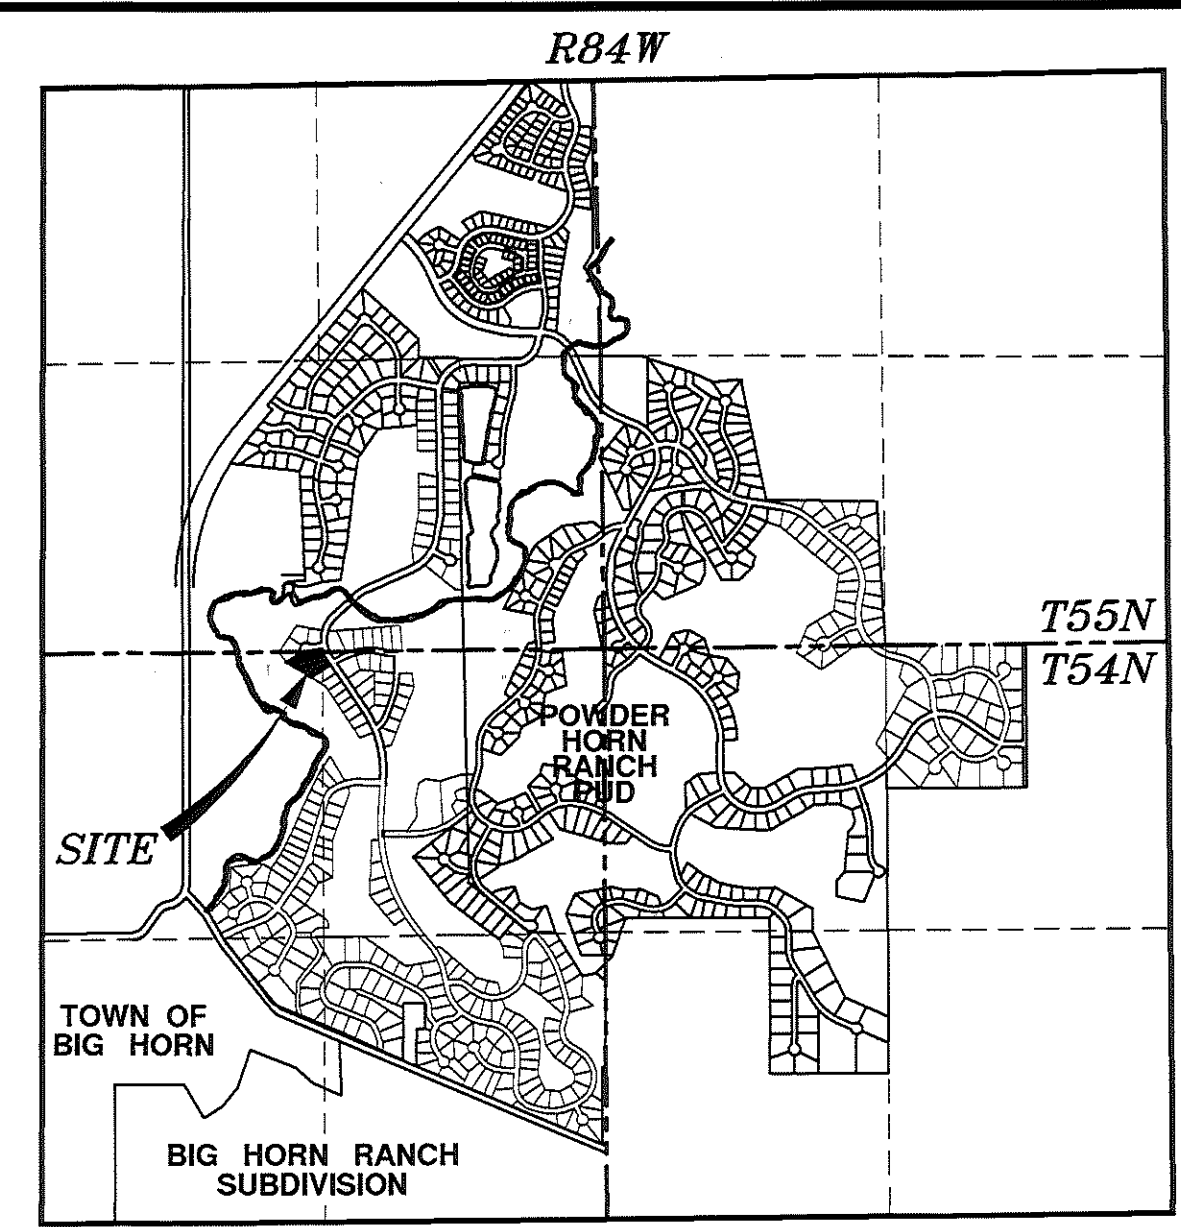 R84W
T55N
T54N
POWDER
HORN
RANCH
PUD
SITE
TOWN OF
BIG HORN
BIG HORN RANCH
SUBDIVISION